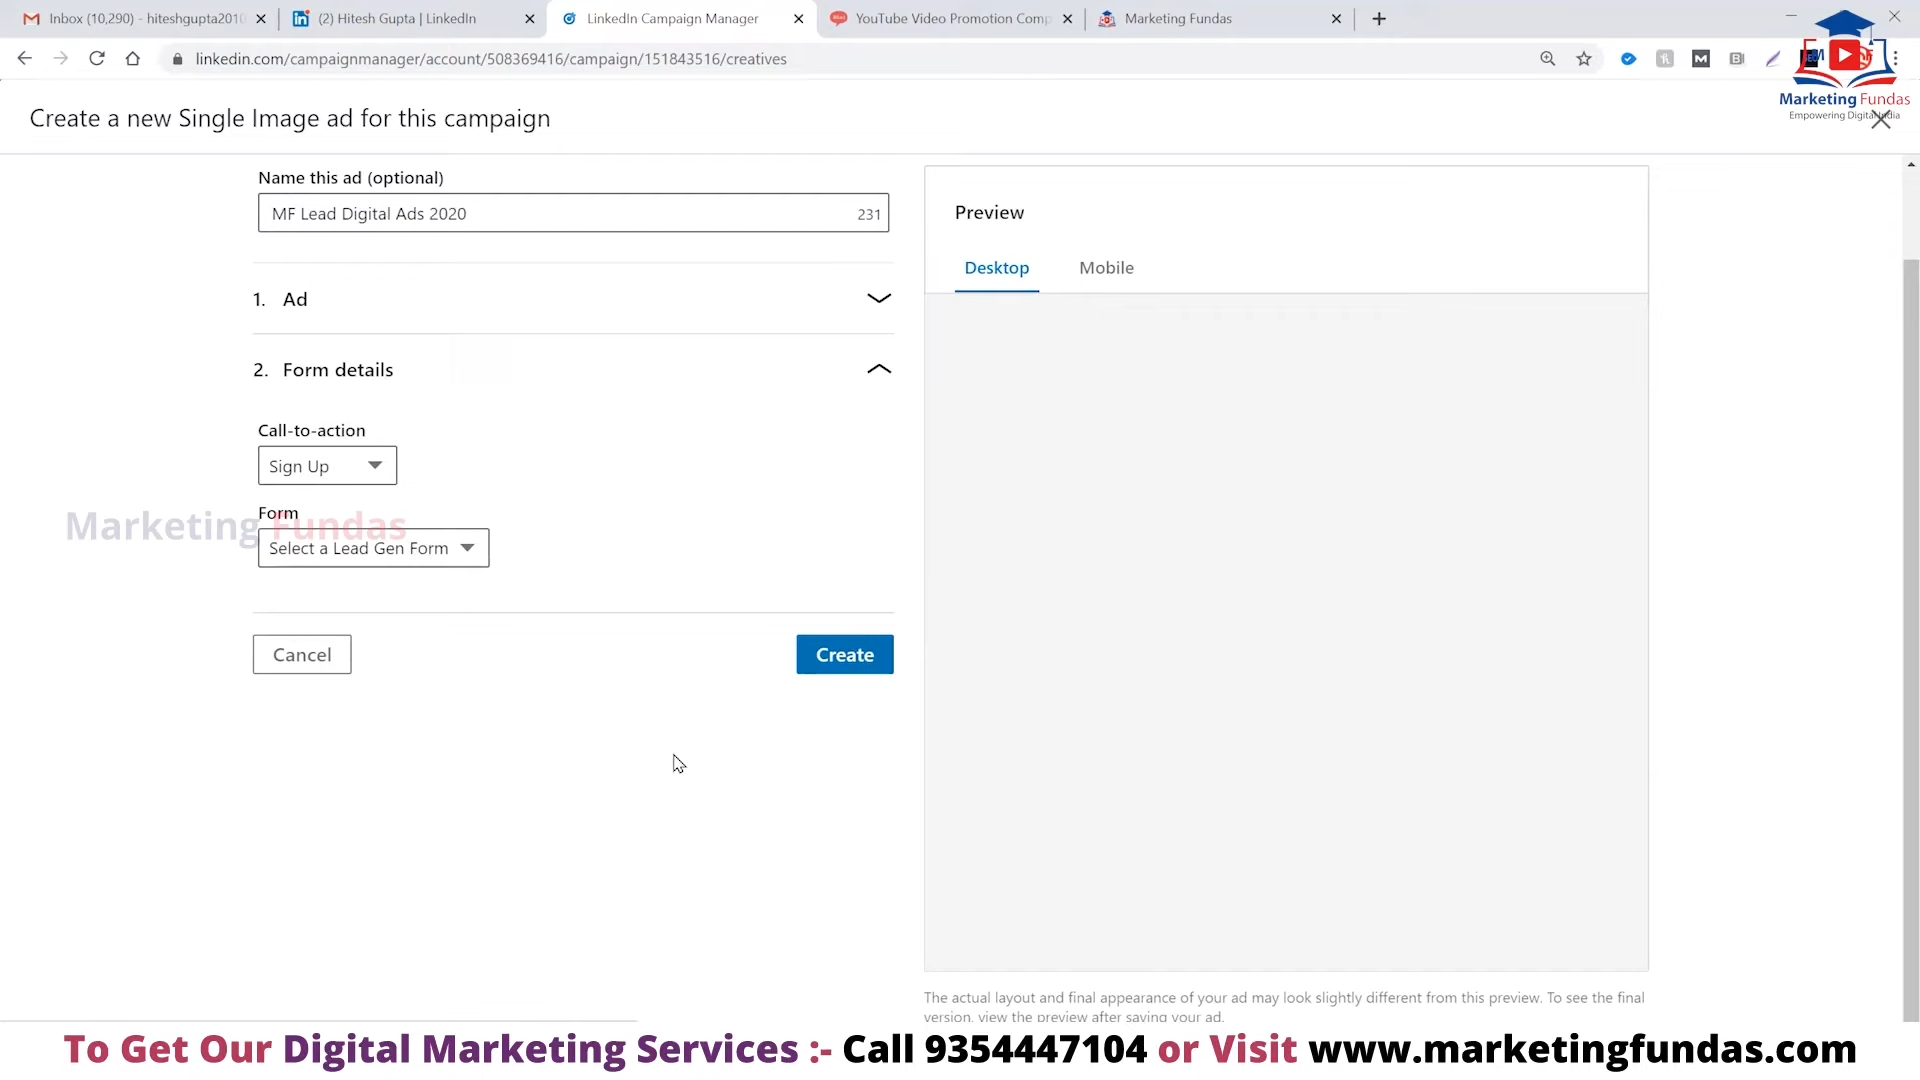 Inbox (10,290) - hiteshgupta2010
(2) Hitesh Gupta | LinkedIn
LinkedIn Campaign Manager
YouTube Video Promotion Comp
Marketing Fundas
linkedin.com/campaignmanager/account/508369416/campaign/151843516/creatives
Marketing Fundas
Empowering Digital India
Create a new Single Image ad for this campaign
Name this ad (optional)
MF Lead Digital Ads 2020
231
Preview
Desktop
Mobile
1. Ad
2. Form details
Call-to-action
Sign Up
Form
Marketing Fundas
Select a Lead Gen Form
Cancel
Create
The actual layout and final appearance of your ad may look slightly different from this preview. To see the final
version, view the preview after saving your ad.
To Get Our Digital Marketing Services :- Call 9354447104 or Visit www.marketingfundas.com